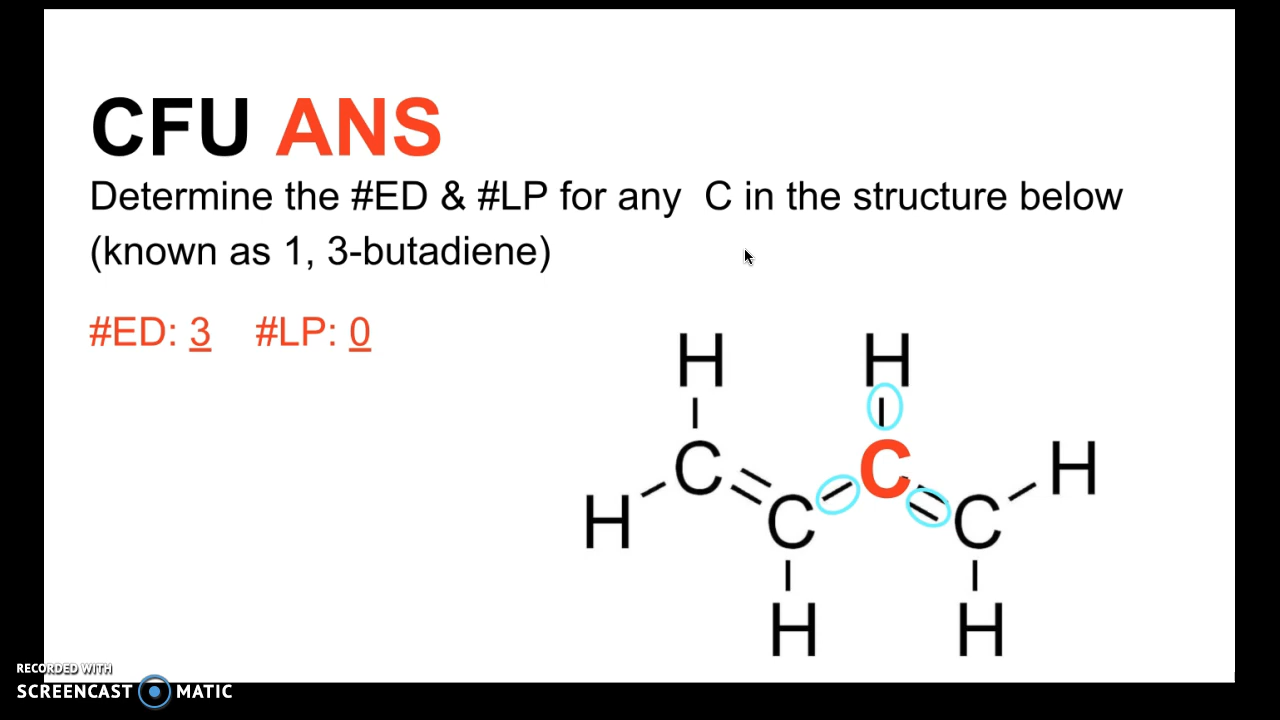 CFU ANS
Determine the #ED & #LP for any C in the structure below
(known as 1, 3-butadiene)
#ED: 3 #LP: 0
H H
C C H
H C C
H H
RECORDED WITH
SCREENCAST MATIC